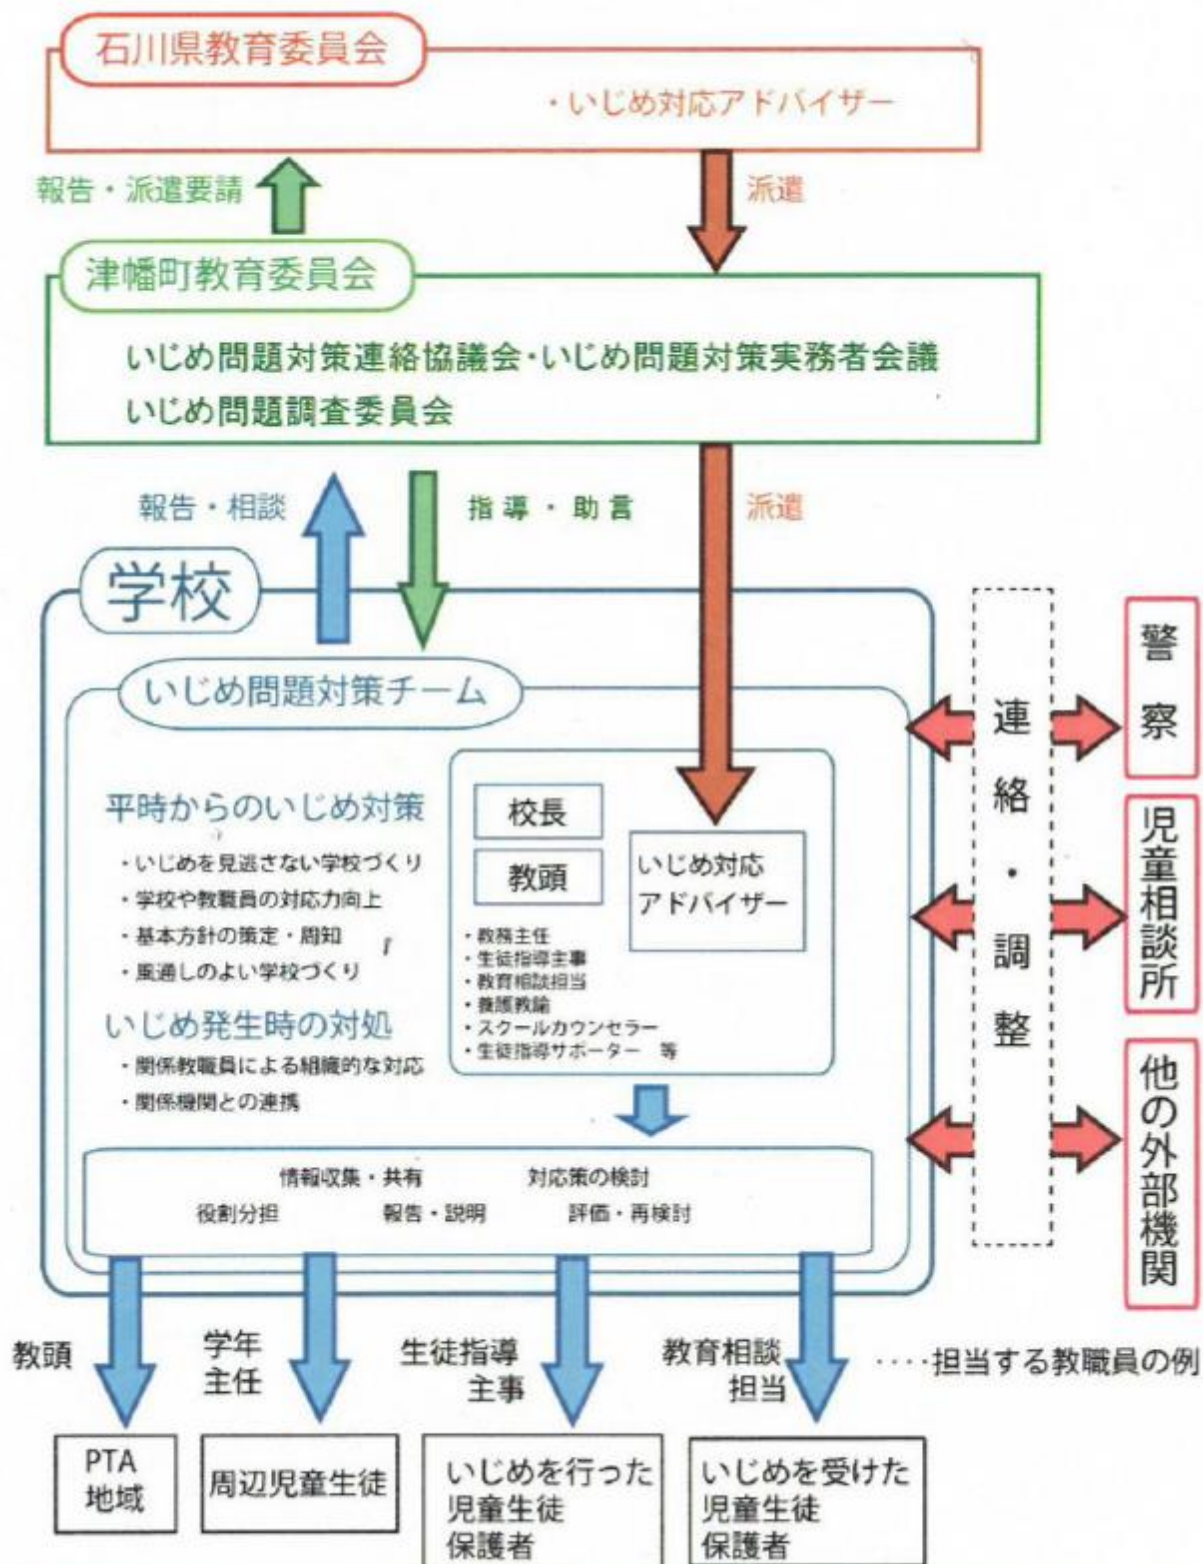 石川県教育委員会
・いじめ対応アドバイザー
報告・派遣要請
派遣
津幡町教育委員会
いじめ問題対策連絡協議会・いじめ問題対策実務者会議
いじめ問題調査委員会
報告・相談
指導・助言
派遣
学校
いじめ問題対策チーム
平時からのいじめ対策
・いじめを見逃さない学校づくり
・学校や教職員の対応力向上
・基本方針の策定・周知
・風通しのよい学校づくり
いじめ発生時の対処
・関係教職員による組織的な対応
・関係機関との連携
校長
教頭
・教務主任
・生徒指導主事
・教育相談担当
・養護教諭
・スクールカウンセラー
・生徒指導サポーター 等
いじめ対応
アドバイザー
情報収集・共有 対応策の検討
役割分担 報告・説明 評価・再検討
連絡・調整
警察
児童相談所
他の外部機関
教頭
学年
主任
生徒指導
主事
教育相談
担当
‥‥担当する教職員の例
PTA
地域
周辺児童生徒
いじめを行った
児童生徒
保護者
いじめを受けた
児童生徒
保護者